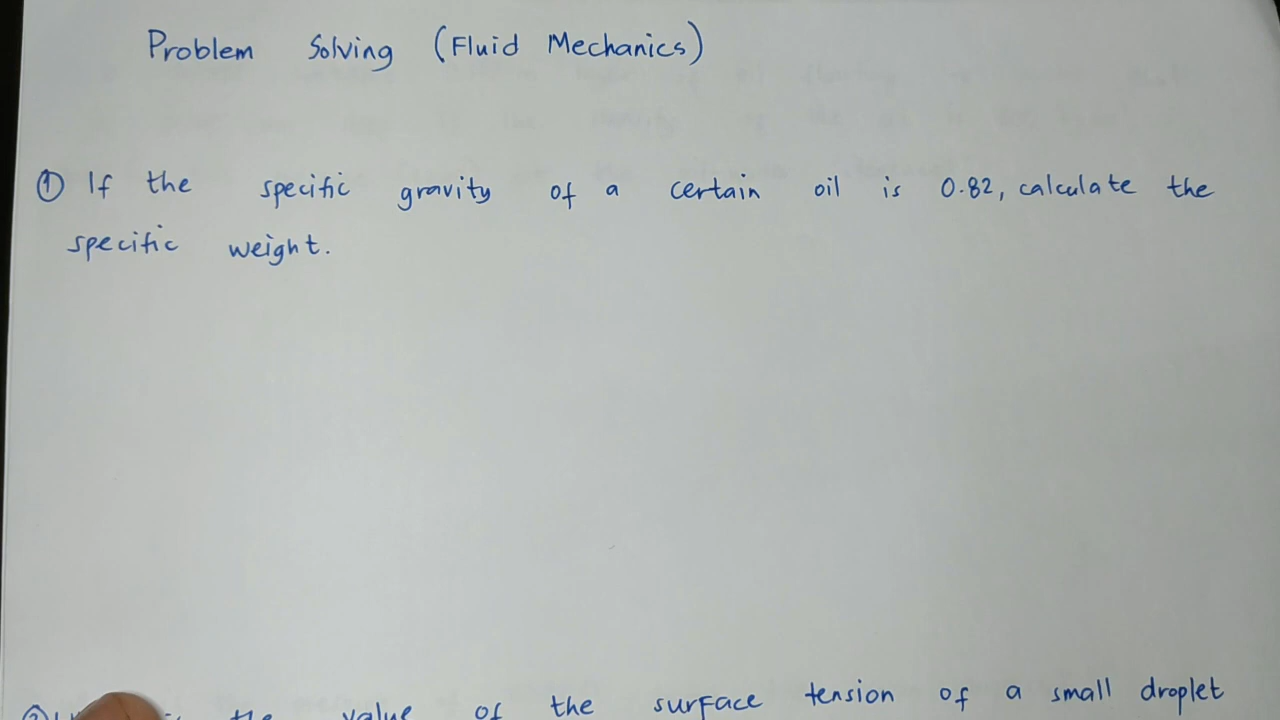 Problem Solving (Fluid Mechanics)
① If the specific gravity of a certain oil is 0.82, calculate the
specific weight.
the value of the surface tension of a small droplet